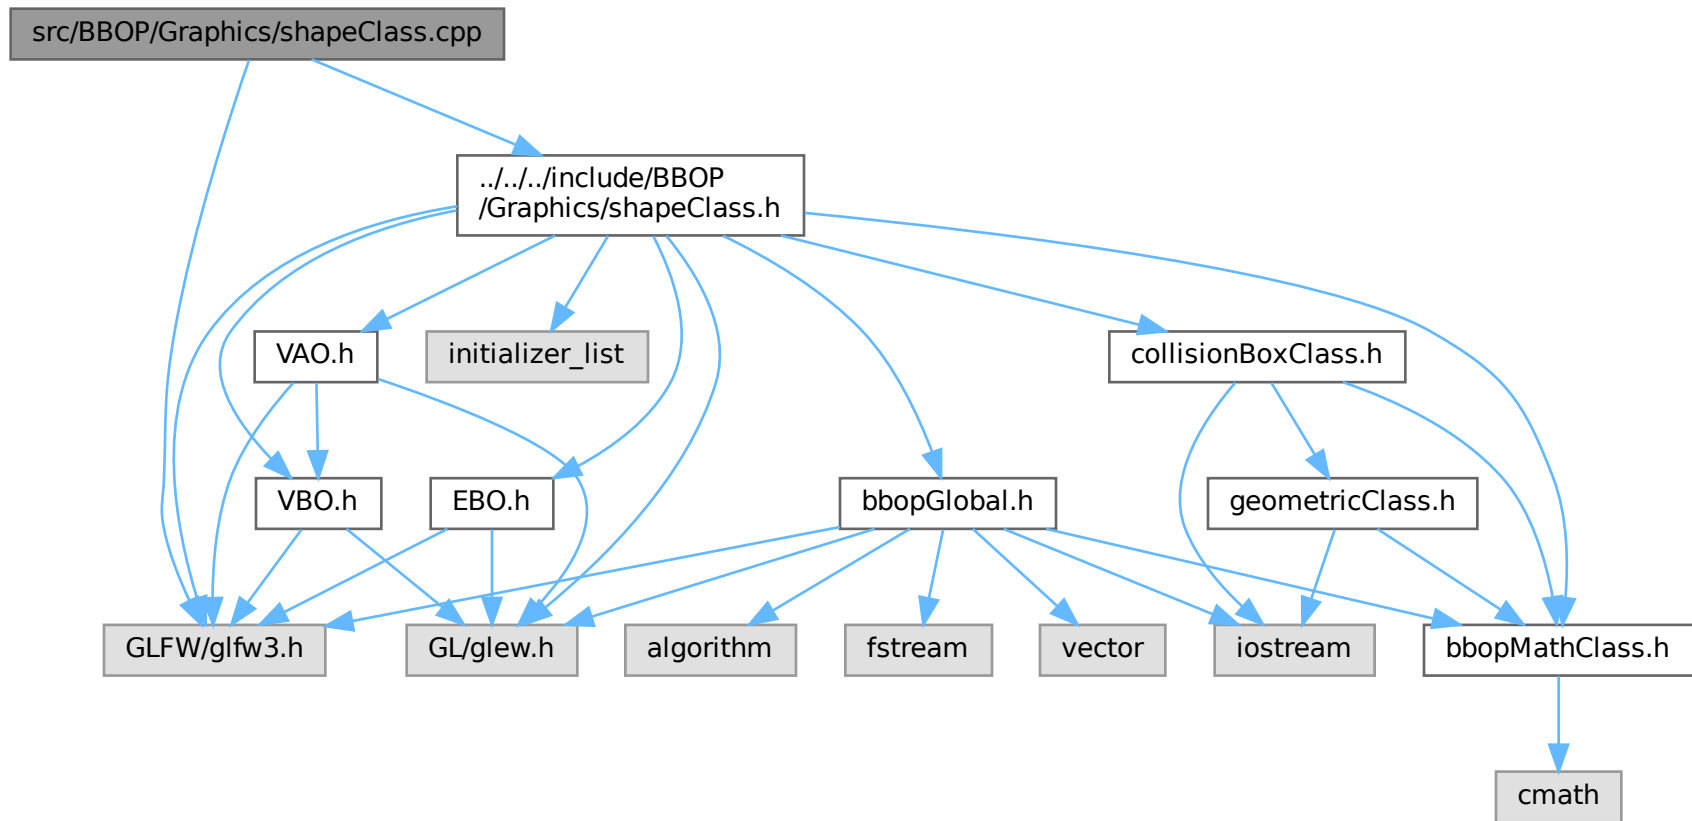 src/BBOP/Graphics/shapeClass.cpp
../../../include/BBOP
/Graphics/shapeClass.h
VAO.h
initializer_list
collisionBoxClass.h
VBO.h
EBO.h
bbopGlobal.h
geometricClass.h
GLFW/glfw3.h
GL/glew.h
algorithm
fstream
vector
iostream
bbopMathClass.h
cmath